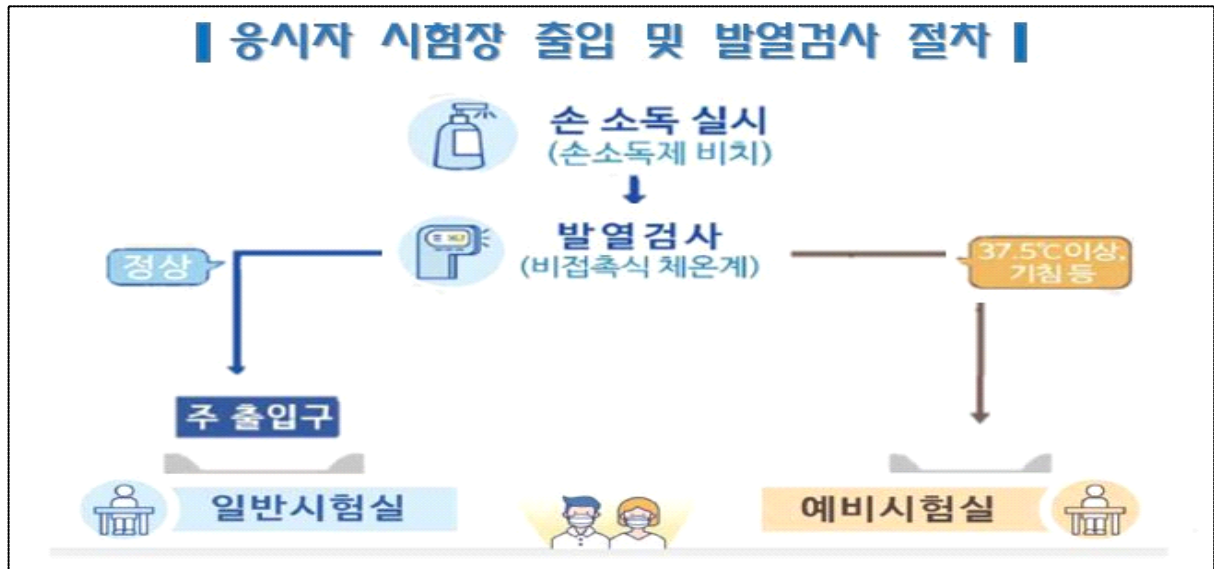 응시자 시험장 출입 및 발열검사 절차
손 소독 실시
(손소독제 비치)
발열검사
(비접촉식 체온계)
정상
37.5℃ 이상,
기침 등
주 출입구
일반시험실
예비시험실